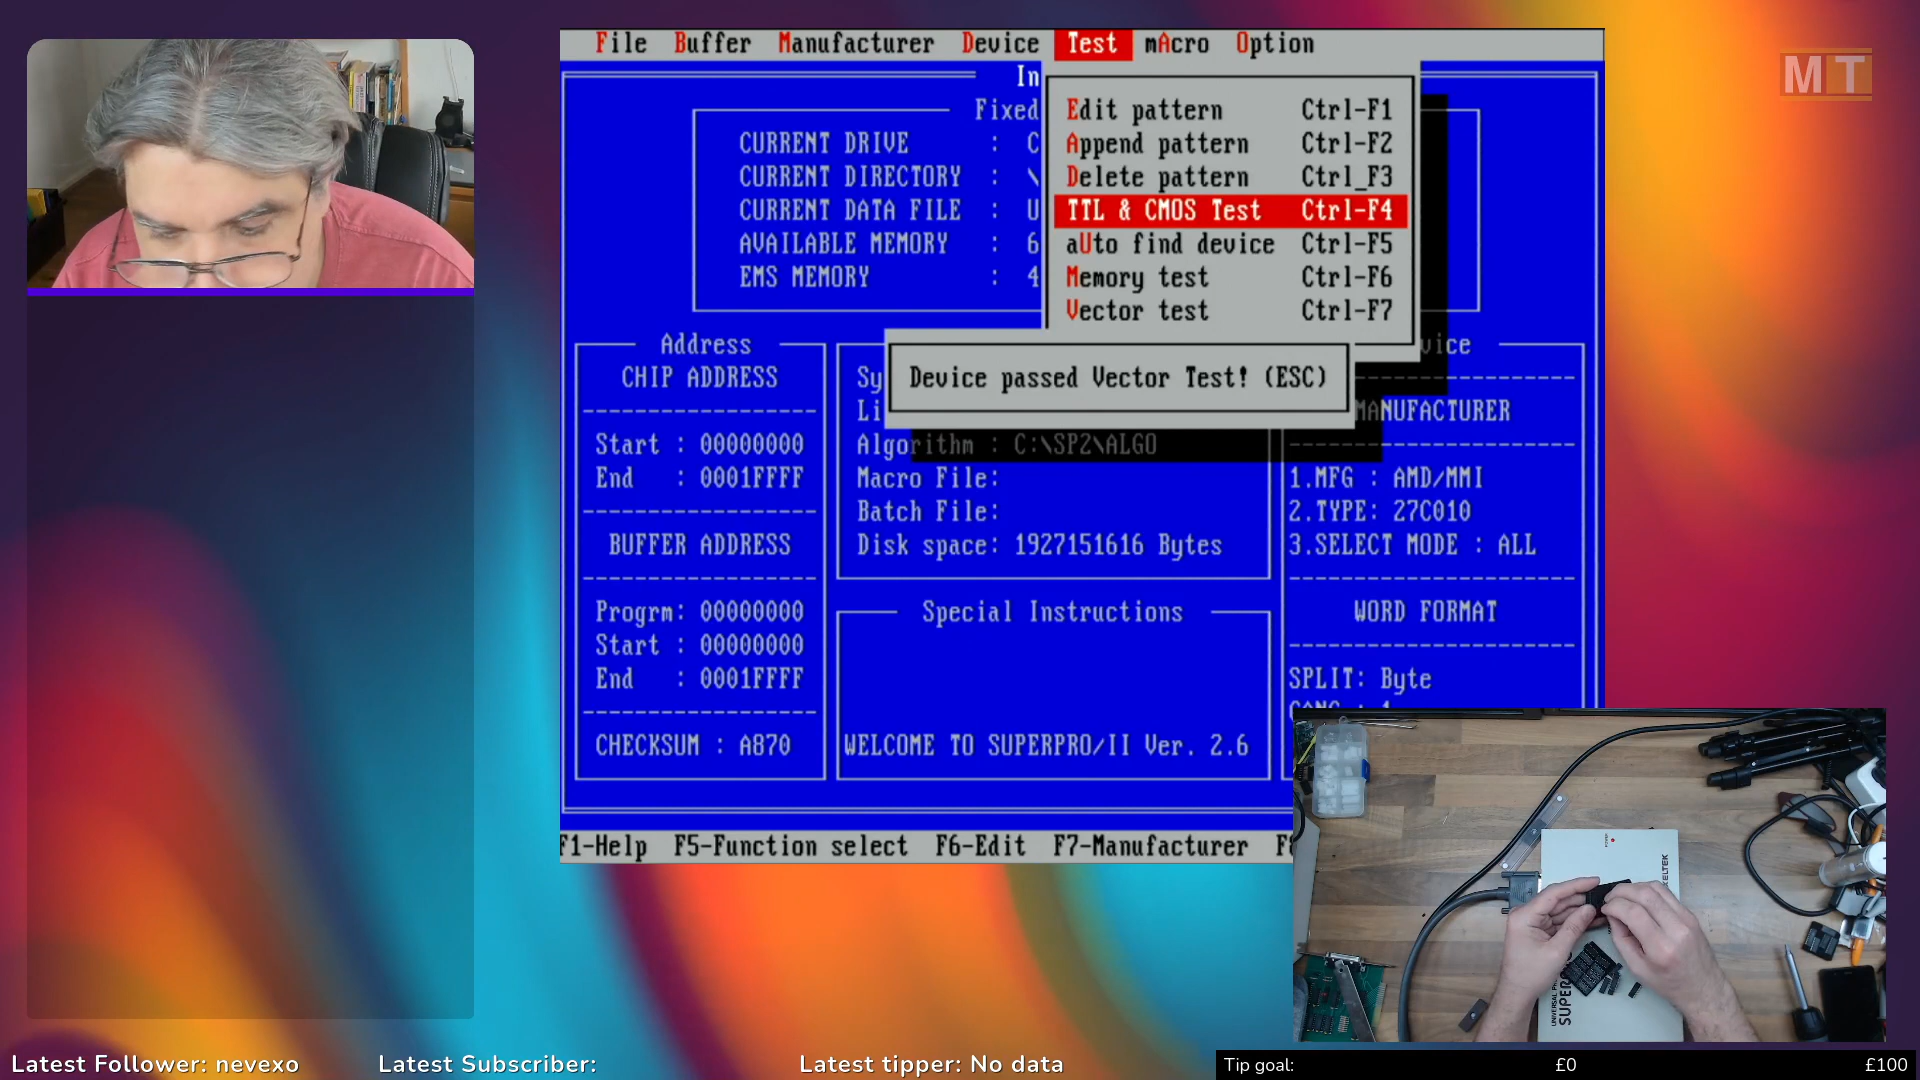 File Buffer Manufacturer Device Test mAcro Option
In
Fixed
CURRENT DRIVE : C
CURRENT DIRECTORY : \
CURRENT DATA FILE : U
AVAILABLE MEMORY : 6
EMS MEMORY : 4
Edit pattern Ctrl-F1
Append pattern Ctrl-F2
Delete pattern Ctrl_F3
TTL & CMOS Test Ctrl-F4
aUto find device Ctrl-F5
Memory test Ctrl-F6
Vector test Ctrl-F7
Device passed Vector Test! (ESC)
Address
CHIP ADDRESS
Start : 00000000
End : 0001FFFF
BUFFER ADDRESS
Progrm: 00000000
Start : 00000000
End : 0001FFFF
CHECKSUM : A870
Sy
Li
Algorithm : C:\SP2\ALGO
Macro File:
Batch File:
Disk space: 1927151616 Bytes
Special Instructions
WELCOME TO SUPERPRO/II Ver. 2.6
vice
MANUFACTURER
1.MFG : AMD/MMI
2.TYPE: 27C010
3.SELECT MODE : ALL
WORD FORMAT
SPLIT: Byte
F1-Help F5-Function select F6-Edit F7-Manufacturer
MT
Latest Follower: nevexo
Latest Subscriber:
Latest tipper: No data
Tip goal: £0 £100